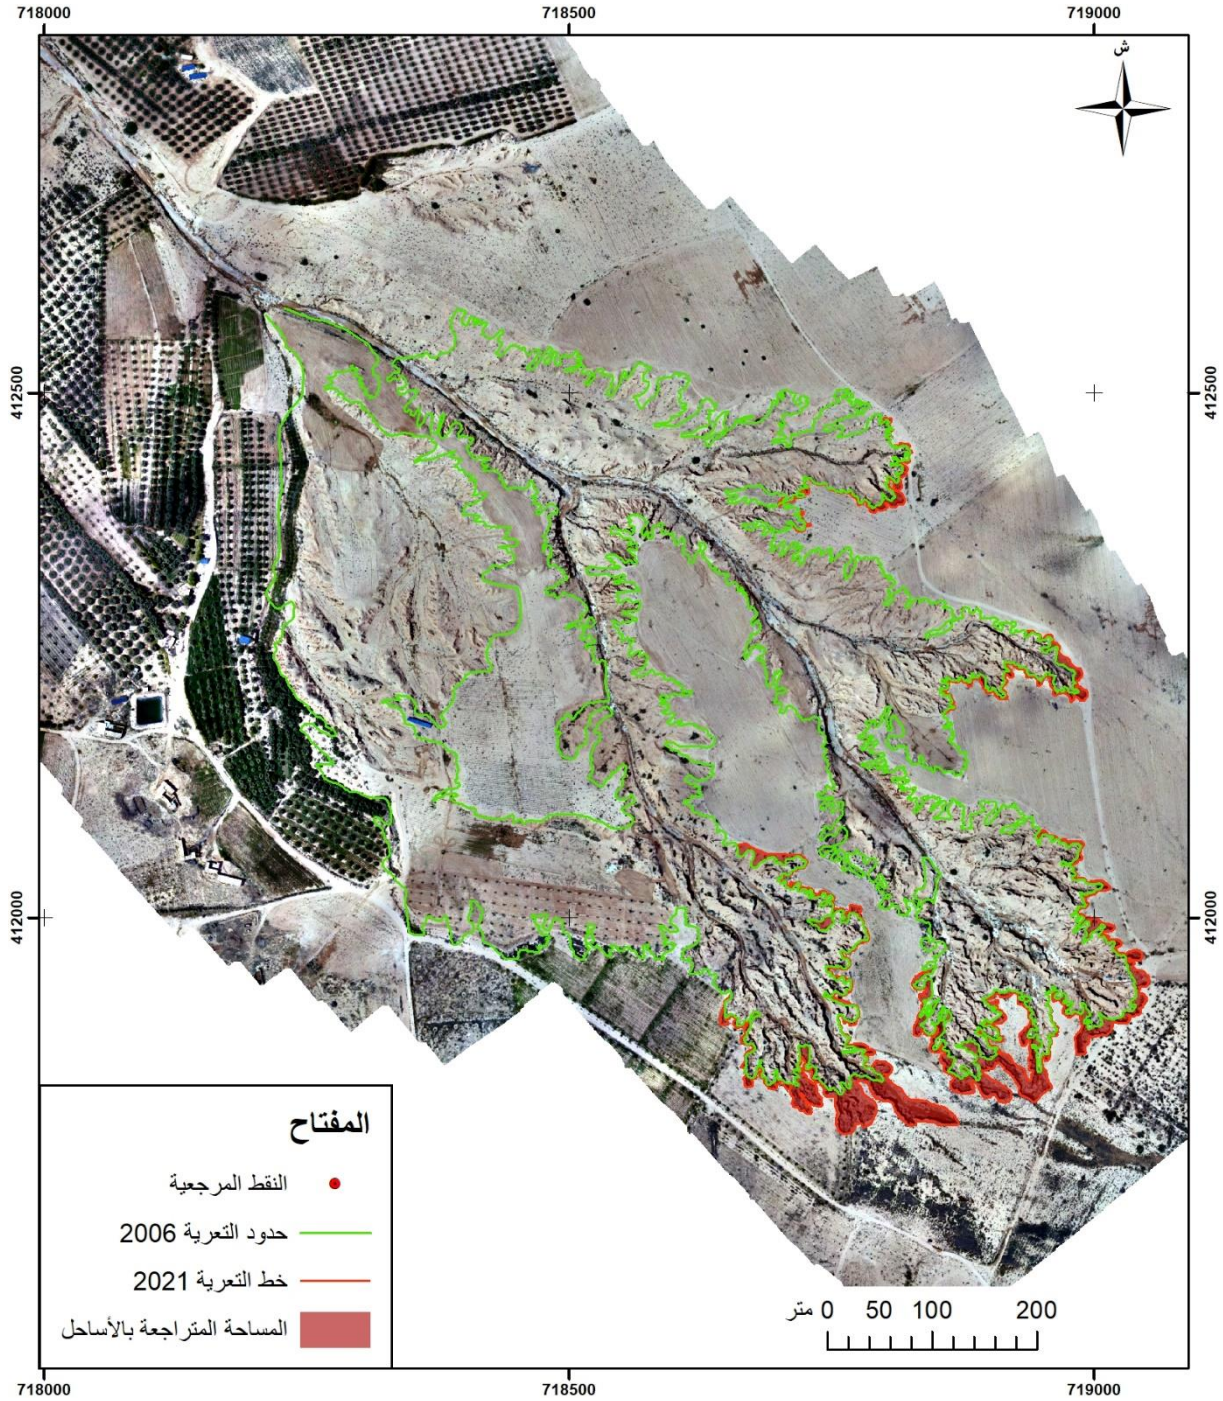 718000 718500 719000
ش
412500 412500
412000 412000
المفتاح
النقط المرجعية
حدود التعرية 2006
خط التعرية 2021
المساحة المتراجعة بالأساحل
متر 0 50 100 200
718000 718500 719000